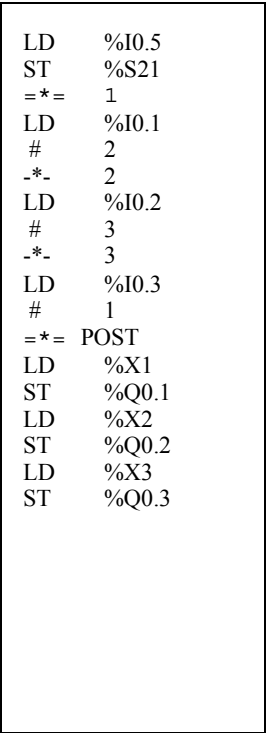 LD %I0.5
ST %S21
=*= 1
LD %I0.1
# 2
-*- 2
LD %I0.2
# 3
-*- 3
LD %I0.3
# 1
=*= POST
LD %X1
ST %Q0.1
LD %X2
ST %Q0.2
LD %X3
ST %Q0.3